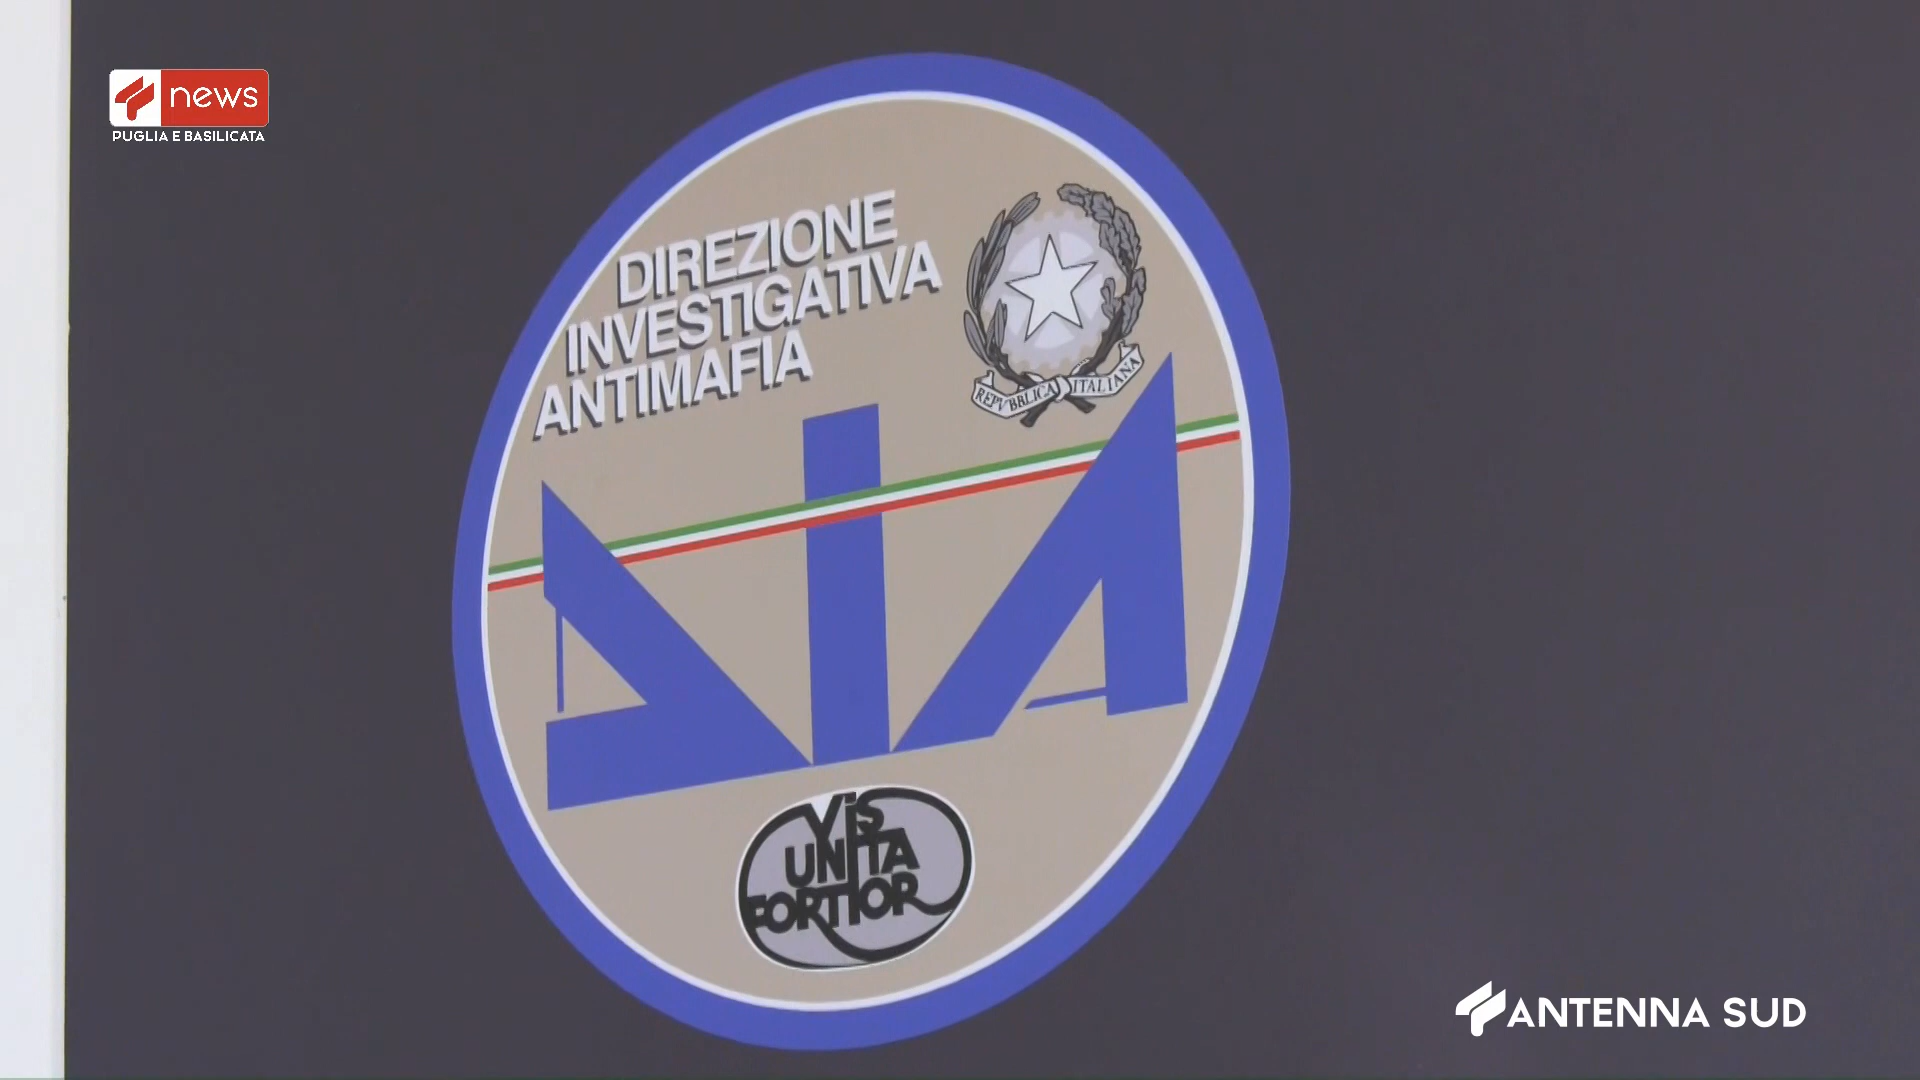 news
PUGLIA E BASILICATA
DIREZIONE
INVESTIGATIVA
ANTIMAFIA
REPVBBLICA ITALIANA
DIA
Vis
UNITA
FORTIOR
ANTENNA SUD